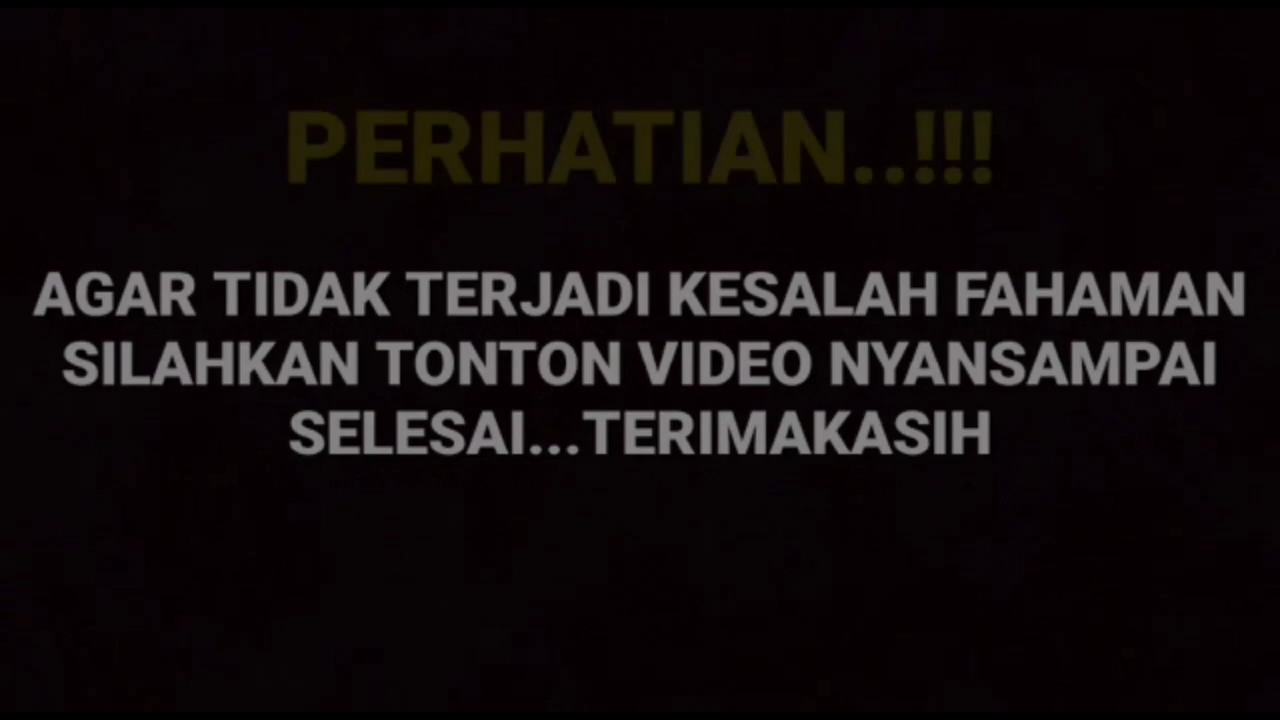 PERHATIAN..!!!
AGAR TIDAK TERJADI KESALAH FAHAMAN
SILAHKAN TONTON VIDEO NYANSAMPAI
SELESAI...TERIMAKASIH